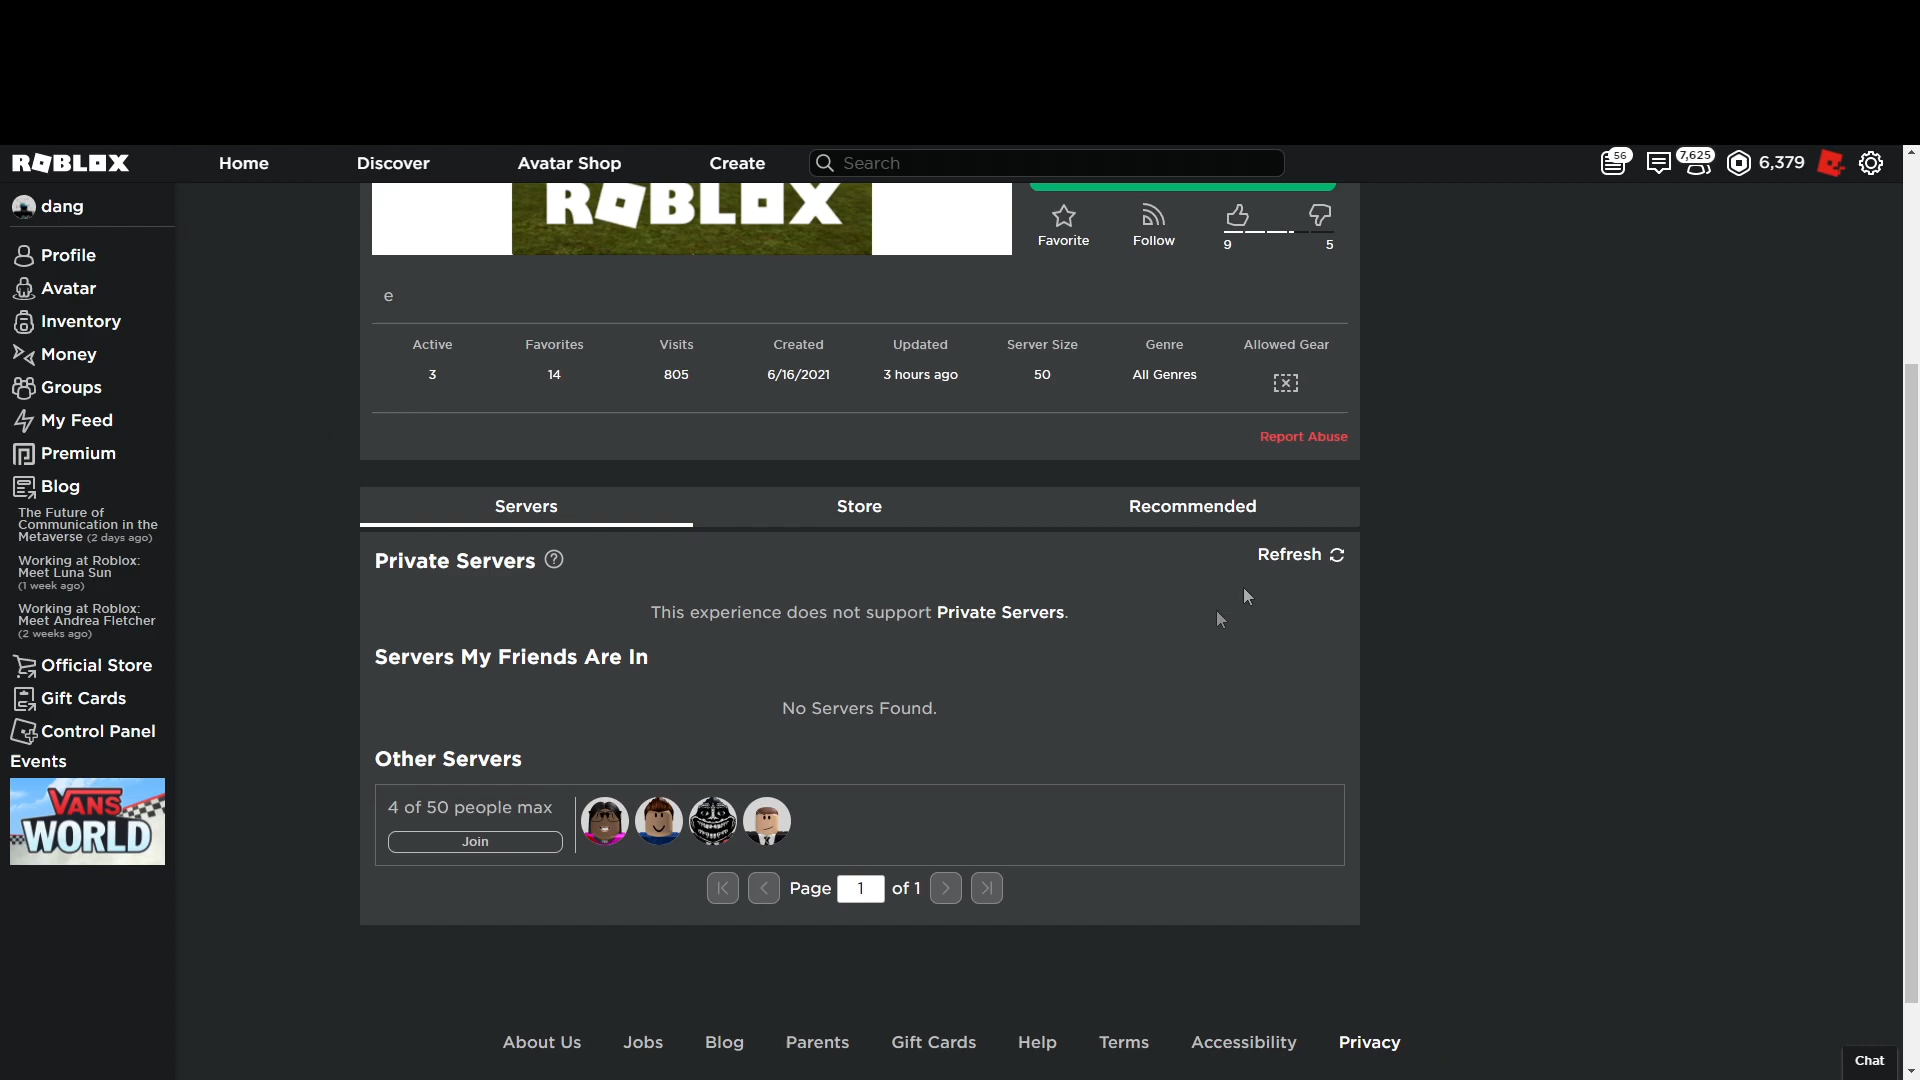 ROBLOX
Home
Discover
Avatar Shop
Create
Search
56
7,625
6,379
dang
Profile
Avatar
Inventory
Money
Groups
My Feed
Premium
Blog
The Future of
Communication in the
Metaverse (2 days ago)
Working at Roblox:
Meet Luna Sun
(1 week ago)
Working at Roblox:
Meet Andrea Fletcher
(2 weeks ago)
Official Store
Gift Cards
Control Panel
Events
VANS
WORLD
ROBLOX
Favorite
Follow
9
5
e
Active
Favorites
Visits
Created
Updated
Server Size
Genre
Allowed Gear
3
14
805
6/16/2021
3 hours ago
50
All Genres
Report Abuse
Servers
Store
Recommended
Private Servers
Refresh
This experience does not support Private Servers.
Servers My Friends Are In
No Servers Found.
Other Servers
4 of 50 people max
Join
Page 1 of 1
About Us
Jobs
Blog
Parents
Gift Cards
Help
Terms
Accessibility
Privacy
Chat